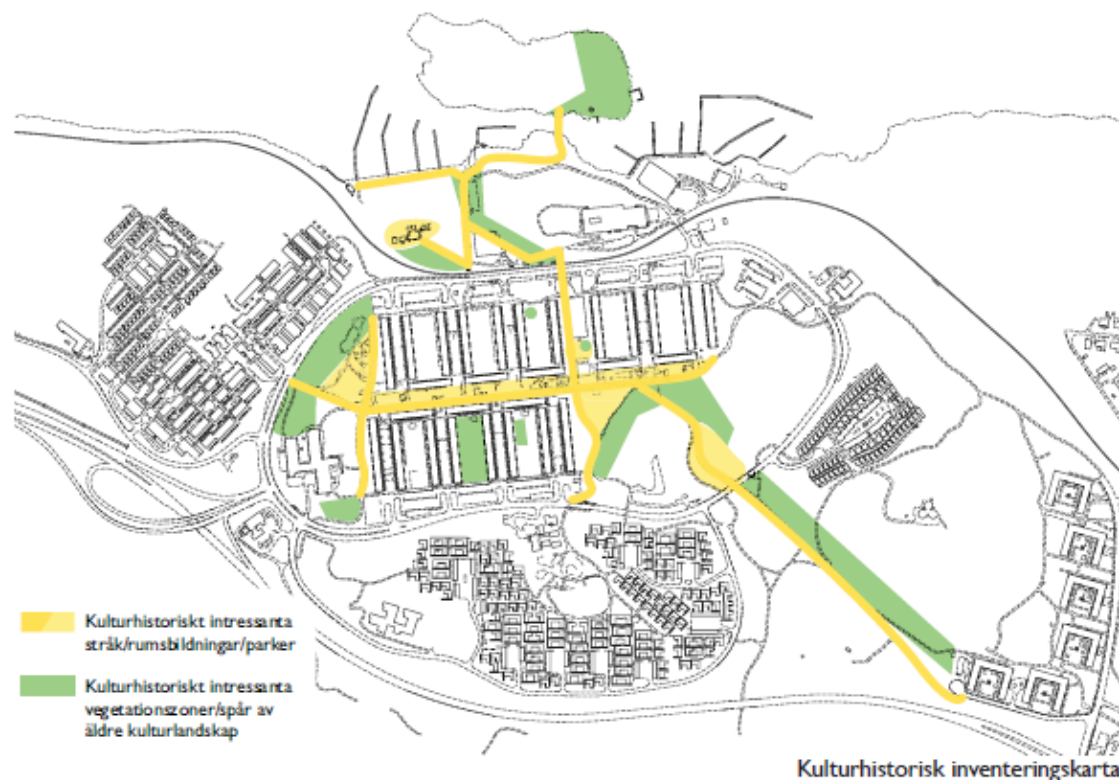 Kulturhistoriskt intressanta
stråk/rumsbildningar/parker
Kulturhistoriskt intressanta
vegetationszoner/spår av
äldre kulturlandskap
Kulturhistorisk inventeringskarta